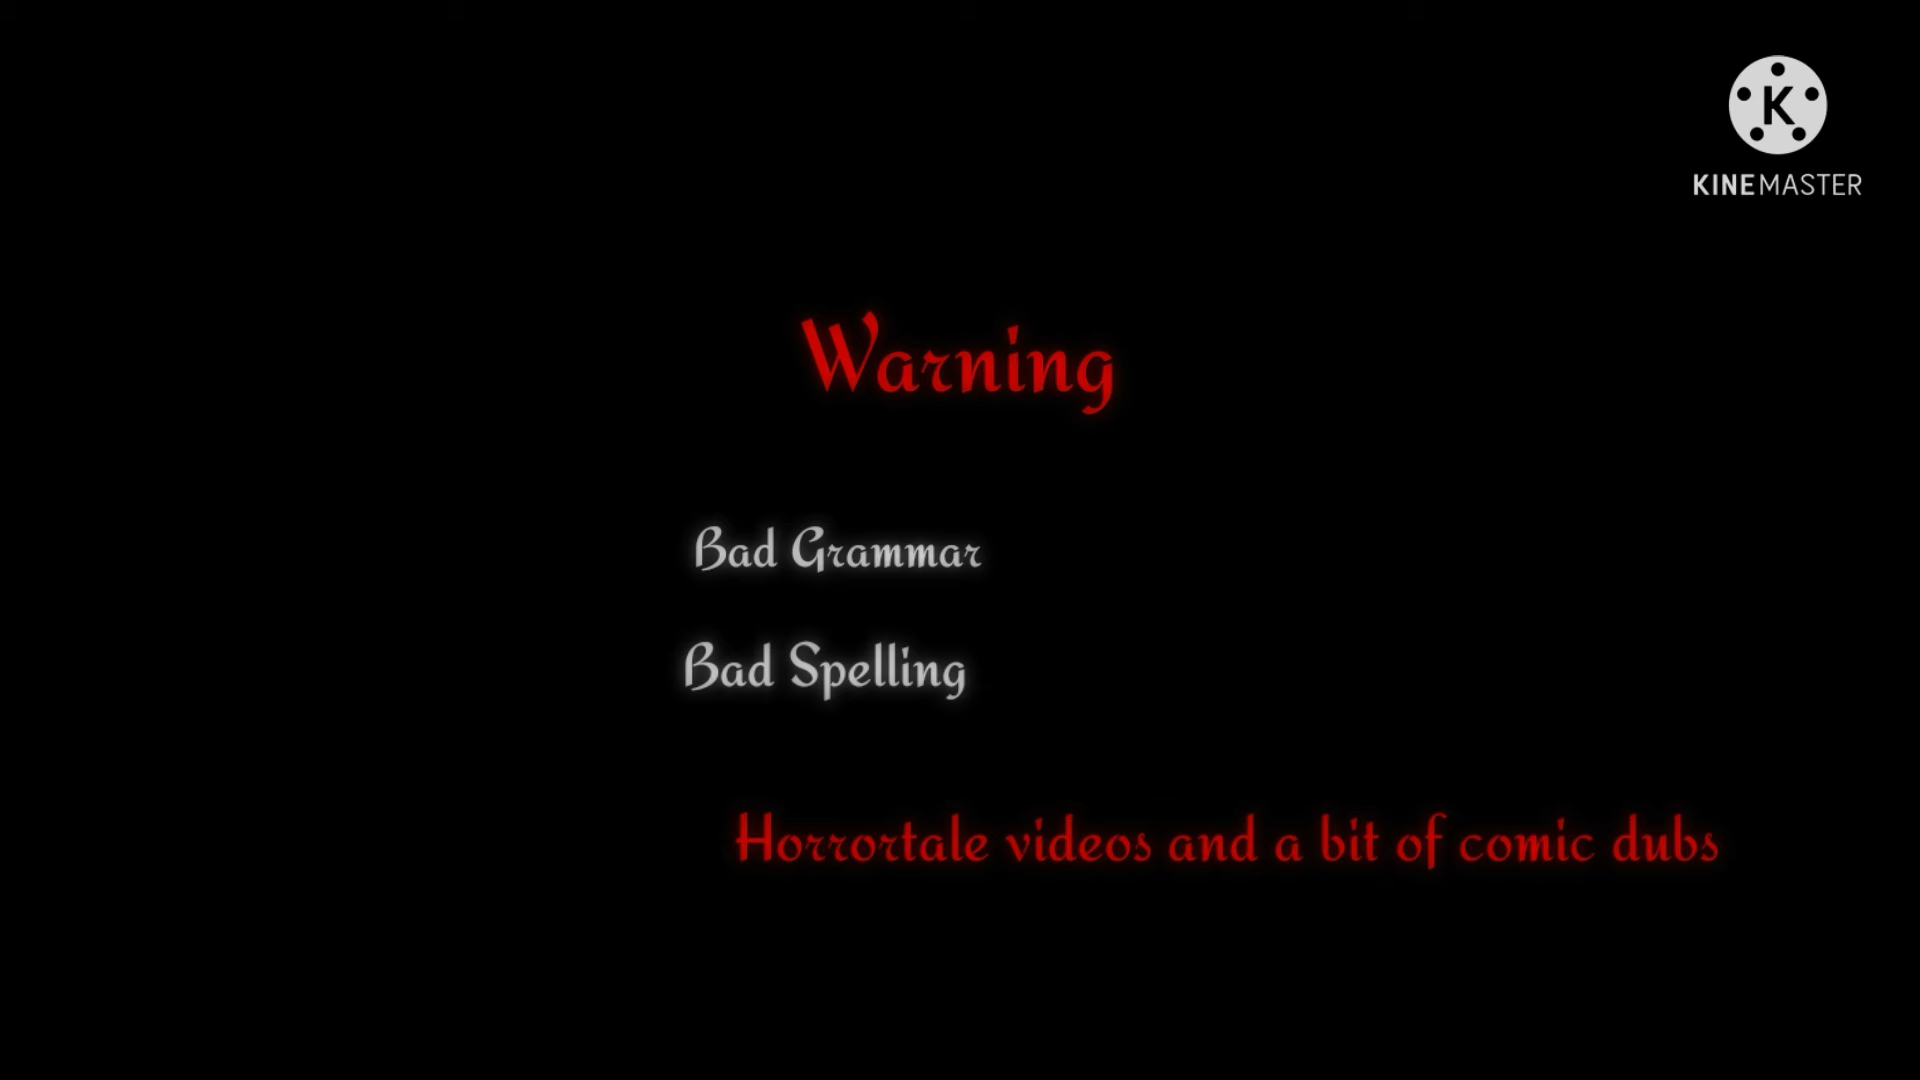 K
KINEMASTER
Warning
Bad Grammar
Bad Spelling
Horrortale videos and a bit of comic dubs